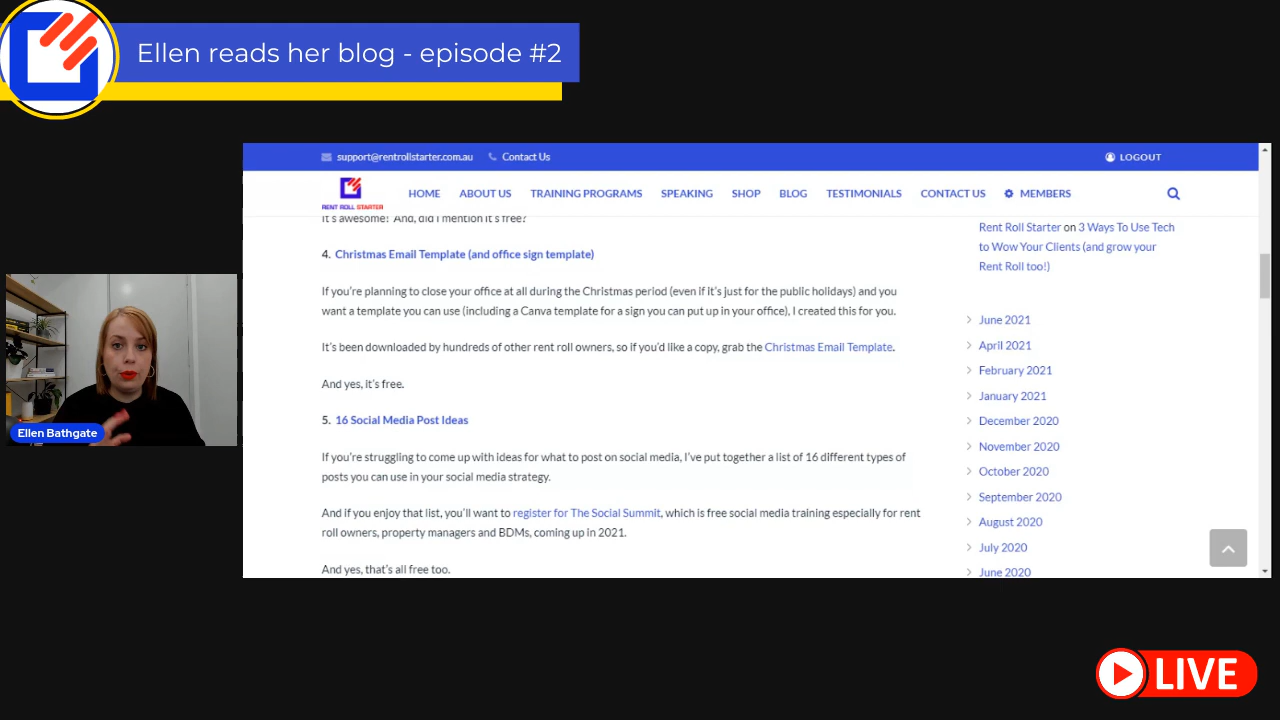 Ellen reads her blog - episode #2
support@rentrollstarter.com.au Contact Us LOGOUT
RENT ROLL STARTER
HOME ABOUT US TRAINING PROGRAMS SPEAKING SHOP BLOG TESTIMONIALS CONTACT US MEMBERS
It's awesome! And, did I mention it's free?
4. Christmas Email Template (and office sign template)
If you're planning to close your office at all during the Christmas period (even if it's just for the public holidays) and you
want a template you can use (including a Canva template for a sign you can put up in your office), I created this for you.
It's been downloaded by hundreds of other rent roll owners, so if you'd like a copy, grab the Christmas Email Template.
And yes, it's free.
5. 16 Social Media Post Ideas
If you're struggling to come up with ideas for what to post on social media, I've put together a list of 16 different types of
posts you can use in your social media strategy.
And if you enjoy that list, you'll want to register for The Social Summit, which is free social media training especially for rent
roll owners, property managers and BDMs, coming up in 2021.
And yes, that's all free too.
Rent Roll Starter on 3 Ways To Use Tech
to Wow Your Clients (and grow your
Rent Roll too!)
June 2021
April 2021
February 2021
January 2021
December 2020
November 2020
October 2020
September 2020
August 2020
July 2020
June 2020
Ellen Bathgate
LIVE